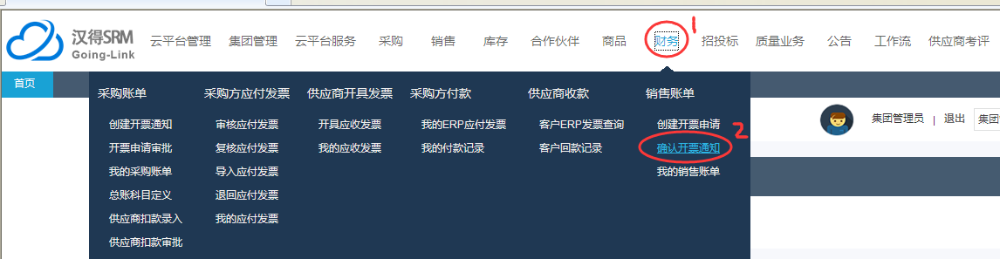 汉得SRM
Going-Link
云平台管理 集团管理 云平台服务 采购 销售 库存 合作伙伴 商品 财务 招投标 质量业务 公告 工作流 供应商考评
1
首页
采购账单 采购方应付发票 供应商开具发票 采购方付款 供应商收款 销售账单
创建开票通知 审核应付发票 开具应收发票 我的ERP应付发票 客户ERP发票查询 创建开票申请
开票申请审批 复核应付发票 我的应收发票 我的付款记录 客户回款记录 确认开票通知
2
我的采购账单 导入应付发票 我的销售账单
总账科目定义 退回应付发票
供应商扣款录入 我的应付发票
供应商扣款审批
集团管理员 | 退出 集团